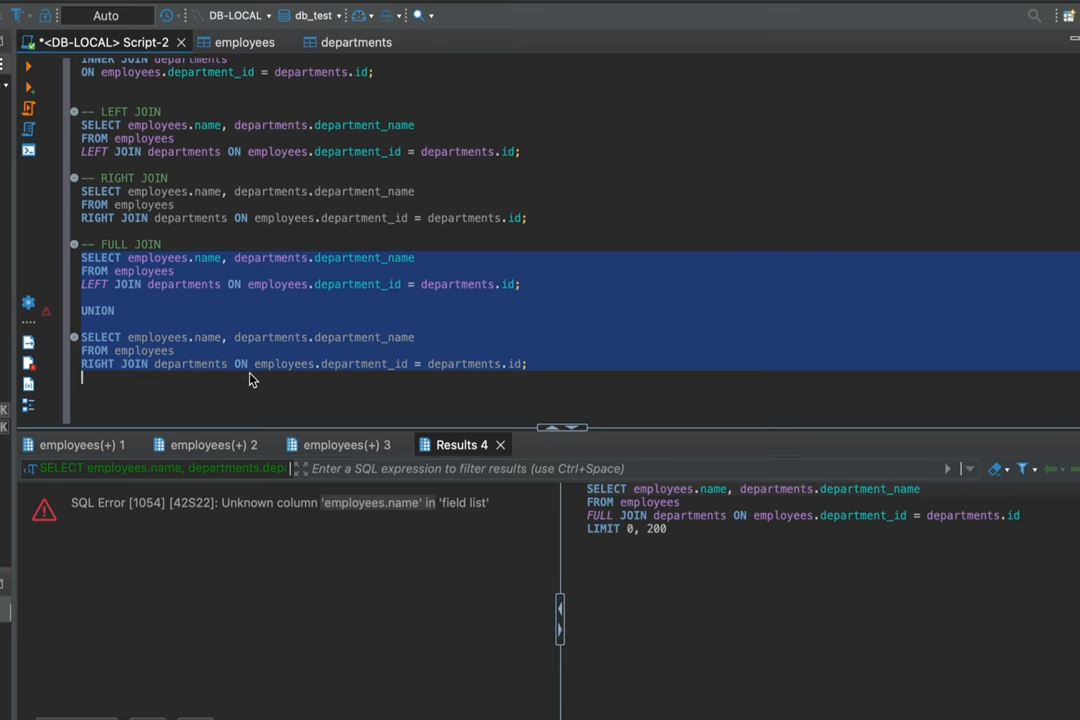 Auto DB-LOCAL db_test
*<DB-LOCAL> Script-2 employees departments
INNER JOIN departments
ON employees.department_id = departments.id;
-- LEFT JOIN
SELECT employees.name, departments.department_name
FROM employees
LEFT JOIN departments ON employees.department_id = departments.id;
-- RIGHT JOIN
SELECT employees.name, departments.department_name
FROM employees
RIGHT JOIN departments ON employees.department_id = departments.id;
-- FULL JOIN
SELECT employees.name, departments.department_name
FROM employees
LEFT JOIN departments ON employees.department_id = departments.id;
UNION
SELECT employees.name, departments.department_name
FROM employees
RIGHT JOIN departments ON employees.department_id = departments.id;
employees(+) 1 employees(+) 2 employees(+) 3 Results 4
SELECT employees.name, departments.dep Enter a SQL expression to filter results (use Ctrl+Space)
SQL Error [1054] [42S22]: Unknown column 'employees.name' in 'field list'
SELECT employees.name, departments.department_name
FROM employees
FULL JOIN departments ON employees.department_id = departments.id
LIMIT 0, 200